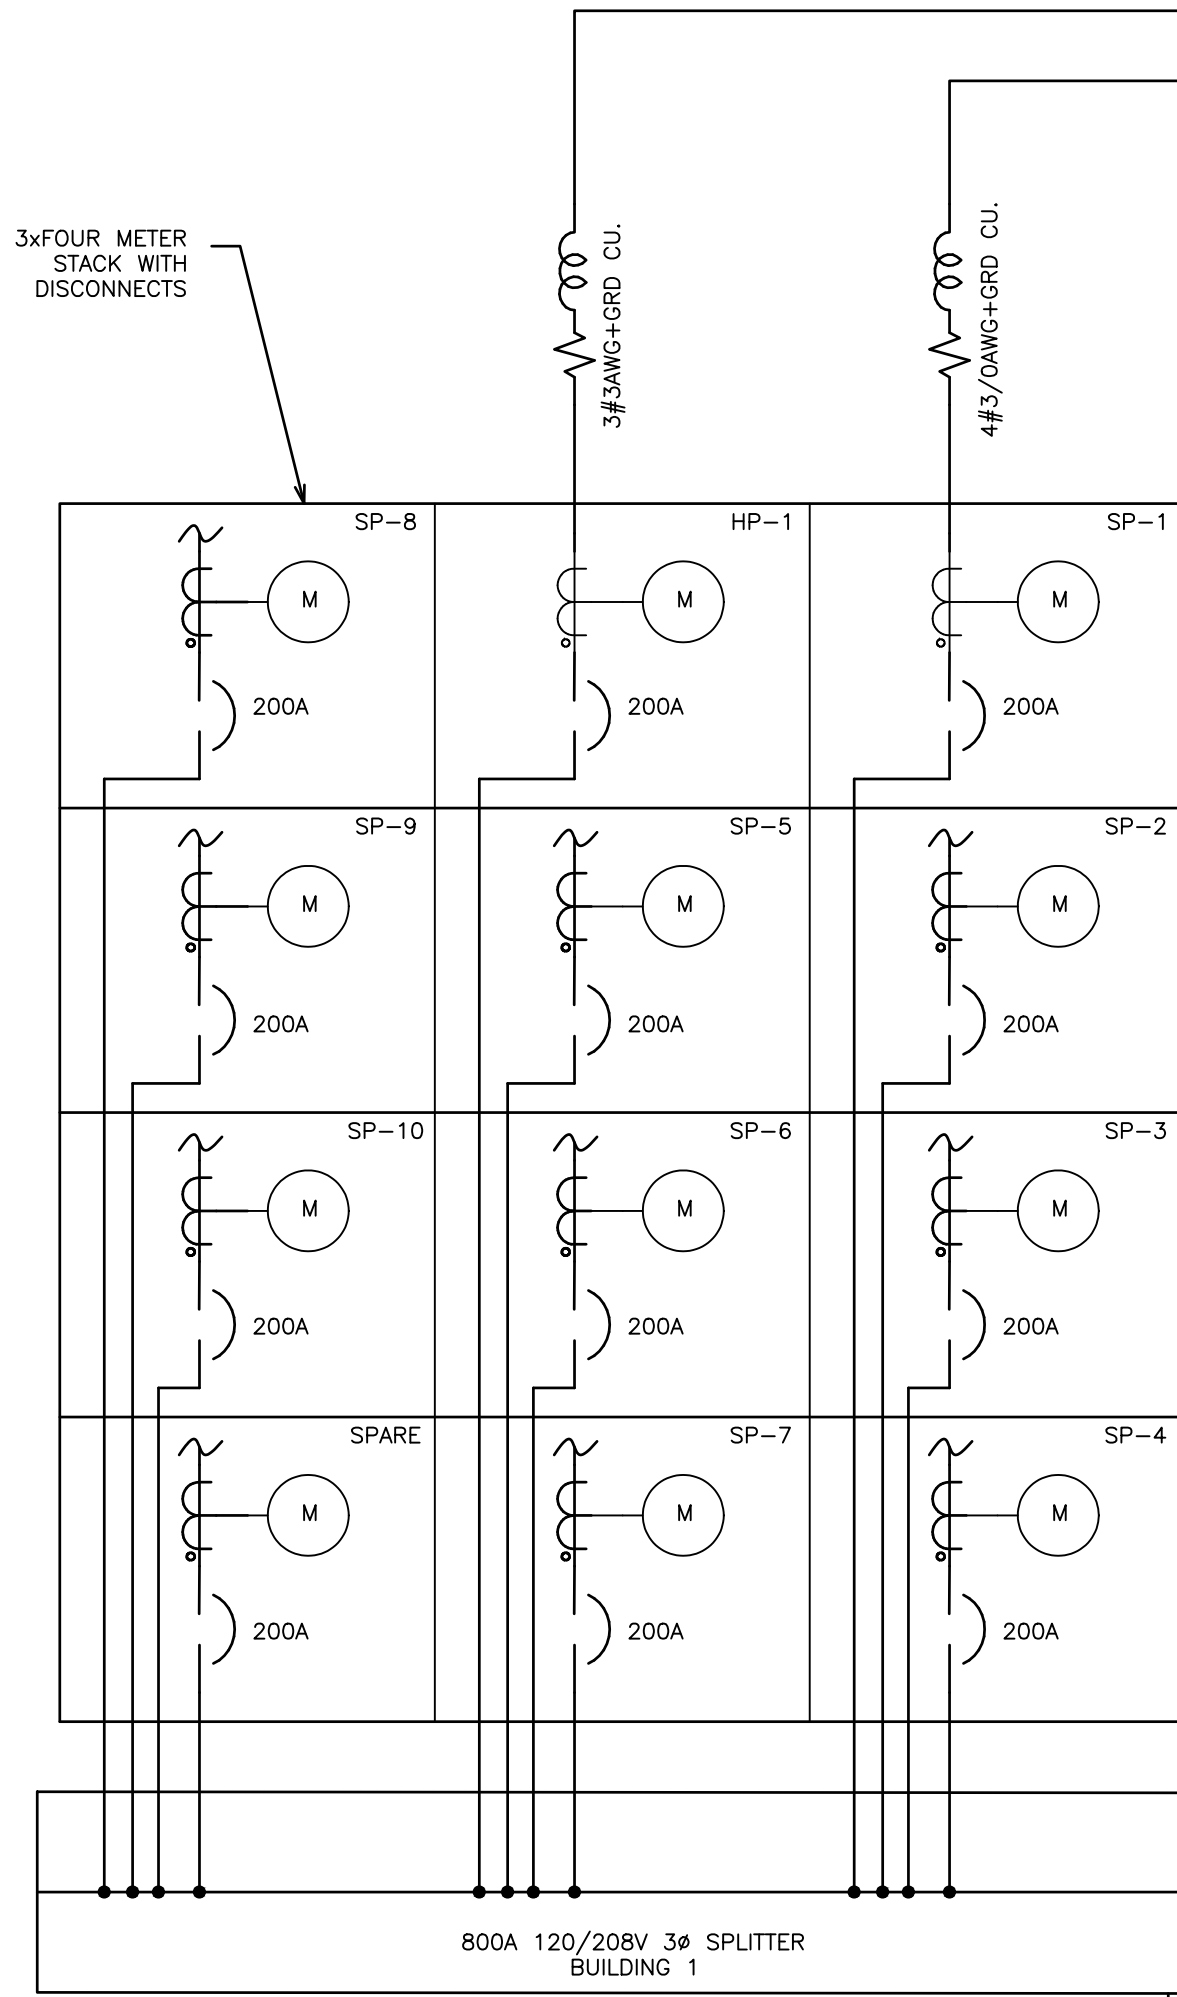 3xFOUR METER
STACK WITH
DISCONNECTS
3#3AWG+GRD CU.
4#3/0AWG+GRD CU.
SP-8
M
200A
HP-1
M
200A
SP-1
M
200A
SP-9
M
200A
SP-5
M
200A
SP-2
M
200A
SP-10
M
200A
SP-6
M
200A
SP-3
M
200A
SPARE
M
200A
SP-7
M
200A
SP-4
M
200A
800A 120/208V 3ø SPLITTER
BUILDING 1